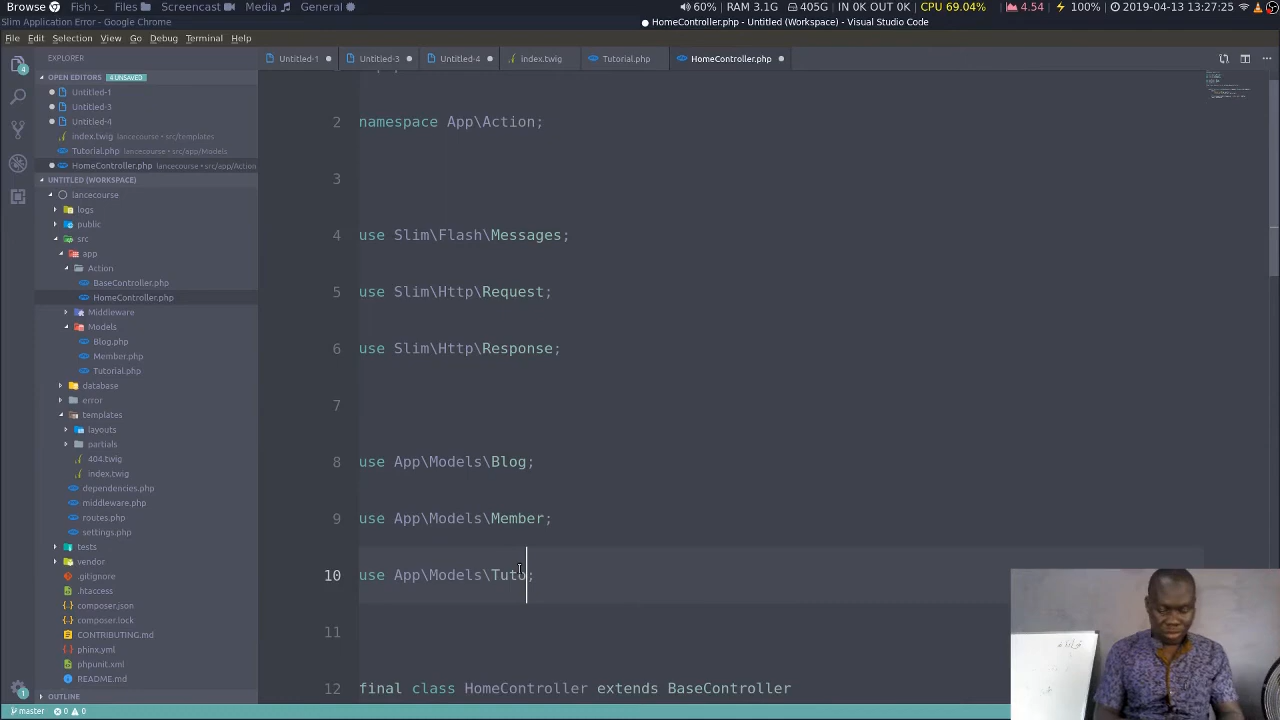 Browse Fish >_ Files Screencast Media General 60% RAM 3.1G 405G IN 0K OUT 0K CPU 69.04% 4.54 100% 2019-04-13 13:27:25
Slim Application Error - Google Chrome
HomeController.php - Untitled (Workspace) - Visual Studio Code
File Edit Selection View Go Debug Terminal Help
EXPLORER
OPEN EDITORS 4 UNSAVED
Untitled-1
Untitled-3
Untitled-4
index.twig lancecourse • src/templates
Tutorial.php lancecourse • src/app/Models
HomeController.php lancecourse • src/app/Action
UNTITLED (WORKSPACE)
lancecourse
logs
public
src
app
Action
BaseController.php
HomeController.php
Middleware
Models
Blog.php
Member.php
Tutorial.php
database
error
templates
layouts
partials
404.twig
index.twig
dependencies.php
middleware.php
routes.php
settings.php
tests
vendor
.gitignore
.htaccess
composer.json
composer.lock
CONTRIBUTING.md
phinx.yml
phpunit.xml
README.md
OUTLINE
4
1
Untitled-1 Untitled-3 Untitled-4 index.twig Tutorial.php HomeController.php
2 namespace App\Action;
3
4 use Slim\Flash\Messages;
5 use Slim\Http\Request;
6 use Slim\Http\Response;
7
8 use App\Models\Blog;
9 use App\Models\Member;
10 use App\Models\Tuto;
11
12 final class HomeController extends BaseController
master 0 0